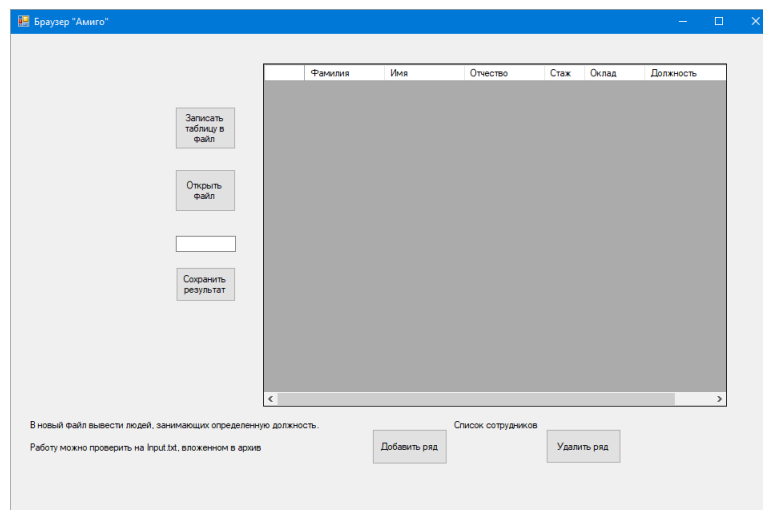 Браузер "Амиго"
Фамилия Имя Отчество Стаж Оклад Должность
Записать
таблицу в
файл
Открыть
файл
Сохранить
результат
В новый файл вывести людей, занимающих определенную должность.
Список сотрудников
Работу можно проверить на Input.txt, вложенном в архив
Добавить ряд
Удалить ряд